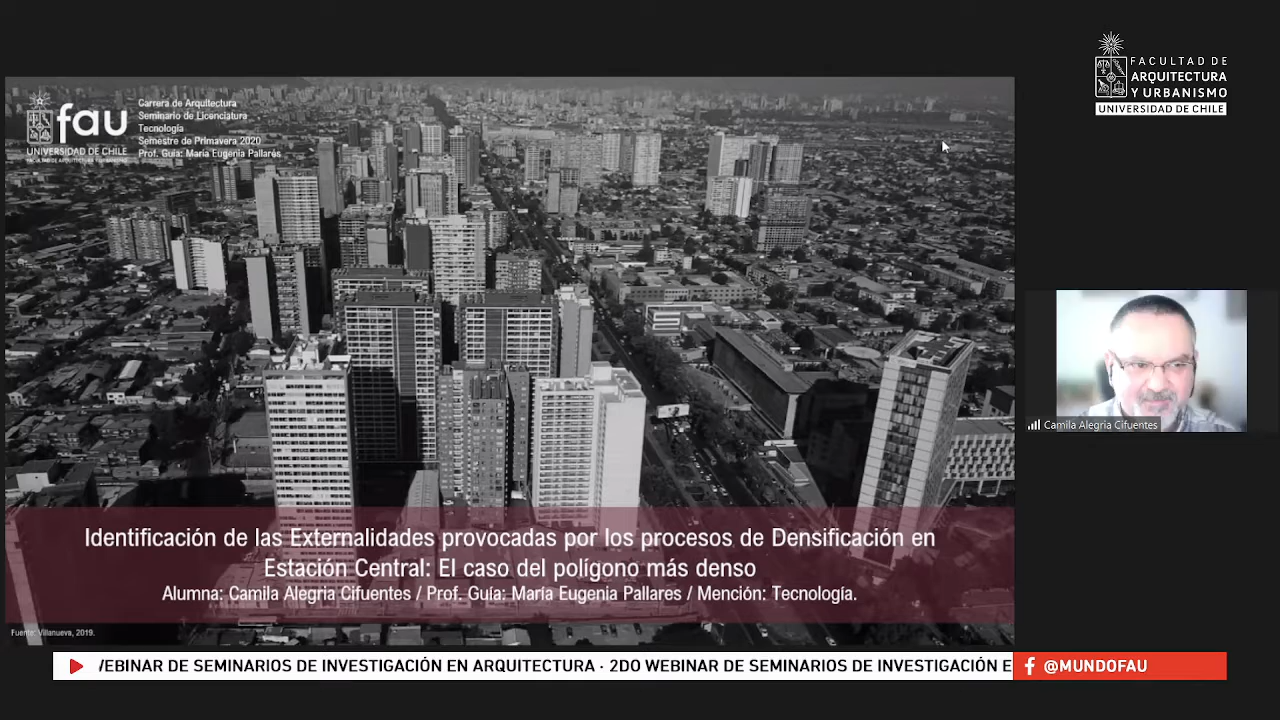 FACULTAD DE
ARQUITECTURA
Y URBANISMO
UNIVERSIDAD DE CHILE
fau
UNIVERSIDAD DE CHILE
FACULTAD DE ARQUITECTURA Y URBANISMO
Carrera de Arquitectura
Seminario de Licenciatura
Tecnología
Semestre de Primavera 2020
Prof. Guía: María Eugenia Pallarés
Camila Alegria Cifuentes
Identificación de las Externalidades provocadas por los procesos de Densificación en
Estación Central: El caso del polígono más denso
Alumna: Camila Alegria Cifuentes / Prof. Guía: María Eugenia Pallares / Mención: Tecnología.
Fuente: Villanueva, 2019.
/EBINAR DE SEMINARIOS DE INVESTIGACIÓN EN ARQUITECTURA · 2DO WEBINAR DE SEMINARIOS DE INVESTIGACIÓN E
@MUNDOFAU